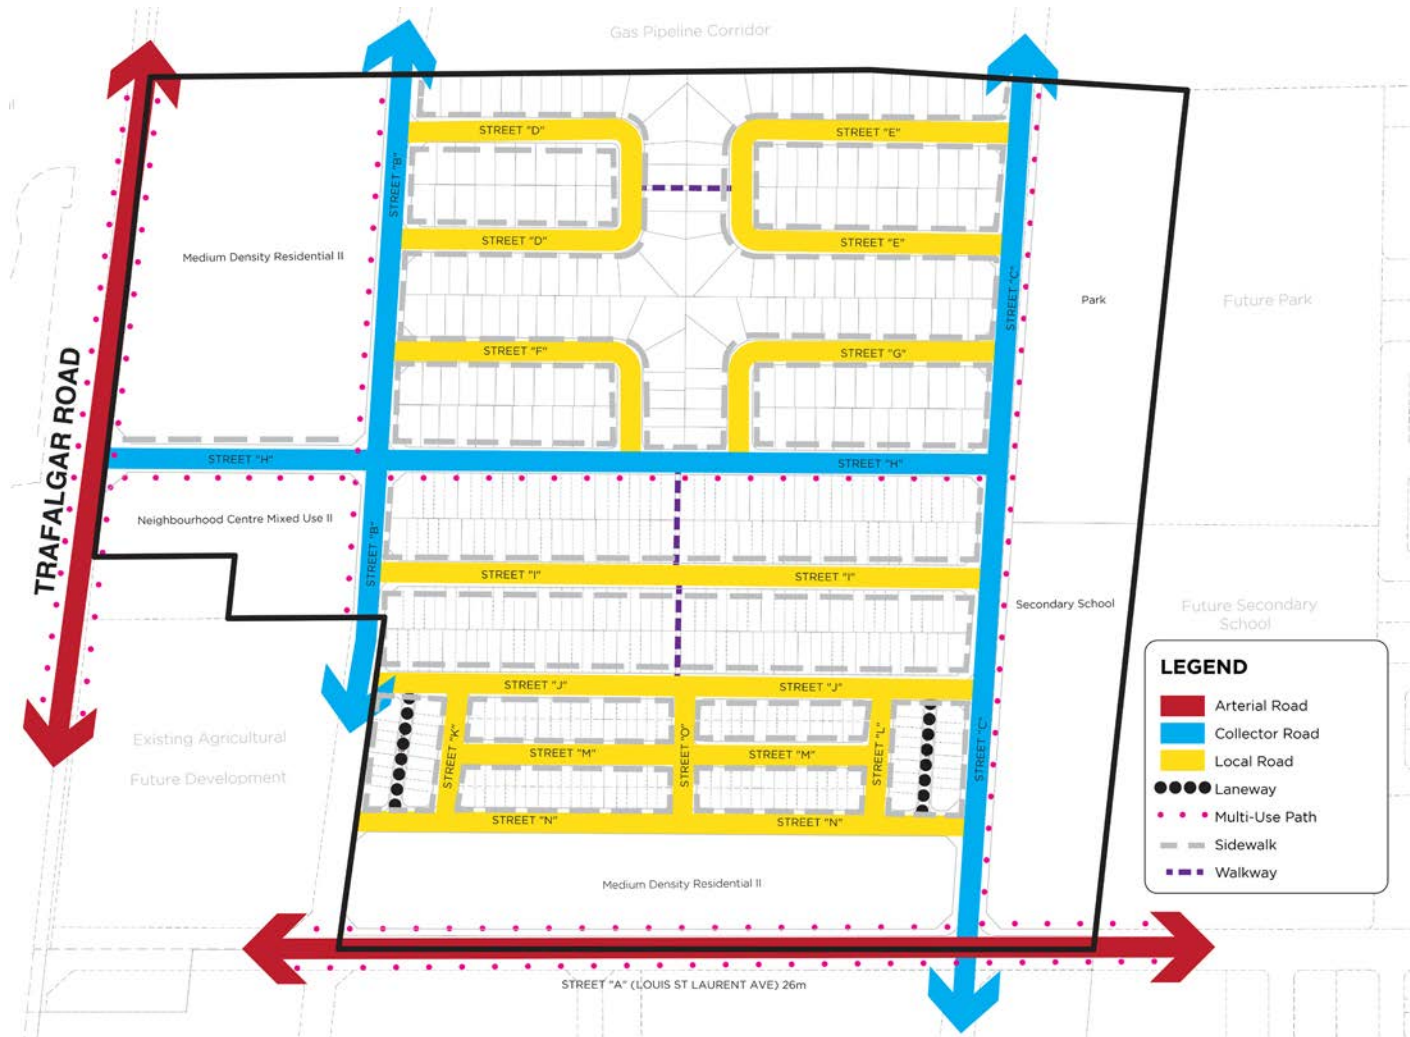 Gas Pipeline Corridor
STREET "D"
STREET "E"
STREET "B"
STREET "D"
STREET "E"
Medium Density Residential II
STREET "C"
Park
Future Park
STREET "F"
STREET "G"
TRAFALGAR ROAD
STREET "H"
STREET "H"
Neighbourhood Centre Mixed Use II
STREET "B"
STREET "I"
STREET "I"
Secondary School
Future Secondary
School
STREET "J"
STREET "J"
STREET "K"
STREET "M"
STREET "O"
STREET "M"
STREET "L"
STREET "C"
STREET "N"
STREET "N"
Existing Agricultural
Future Development
Medium Density Residential II
STREET "A" (LOUIS ST LAURENT AVE) 26m
LEGEND
Arterial Road
Collector Road
Local Road
Laneway
Multi-Use Path
Sidewalk
Walkway